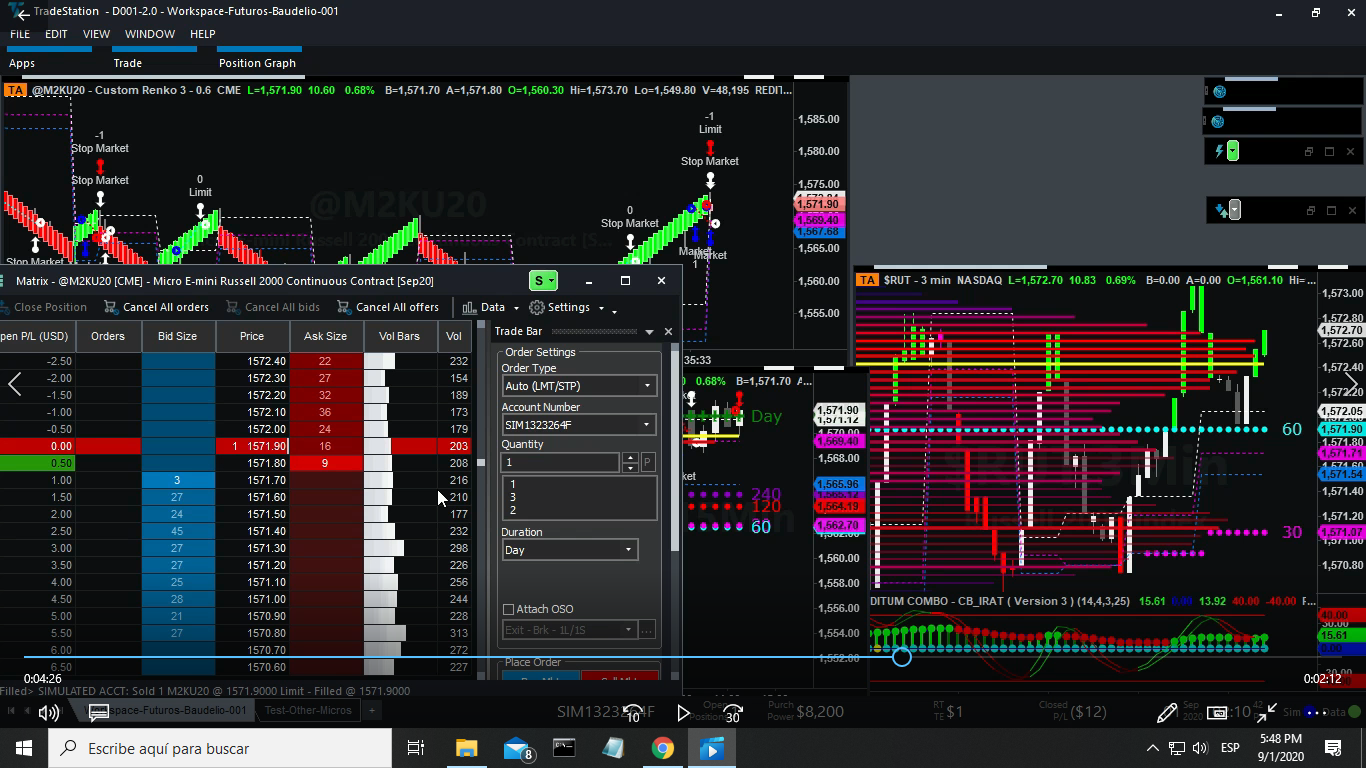 TradeStation - D001-2.0 - Workspace-Futuros-Baudelio-001
FILE EDIT VIEW WINDOW HELP
Apps Trade Position Graph
TA @M2KU20 - Custom Renko 3 - 0.6 CME L=1,571.90 10.60 0.68% B=1,571.70 A=1,571.80 O=1,560.30 Hi=1,573.70 Lo=1,549.80 V=48,195 REDIT...
-1
Stop Market
Stop Market
0
Limit
0
Stop Market
-1
Limit
Stop Market
@M2KU20
Stop Market
Market
1
1,585.00
1,580.00
1,575.00
1,571.90
1,569.40
1,567.68
1,565.00
1,560.00
1,555.00
Matrix - @M2KU20 [CME] - Micro E-mini Russell 2000 Continuous Contract [Sep20]
S
Close Position Cancel All orders Cancel All bids Cancel All offers Data Settings
pen P/L (USD) Orders Bid Size Price Ask Size Vol Bars Vol
-2.50 1572.40 22 232
-2.00 1572.30 27 154
-1.50 1572.20 32 189
-1.00 1572.10 36 173
-0.50 1572.00 24 179
0.00 1 1571.90 16 203
0.50 1571.80 9 208
1.00 3 1571.70 216
1.50 27 1571.60 210
2.00 24 1571.50 177
2.50 45 1571.40 232
3.00 27 1571.30 298
3.50 27 1571.20 226
4.00 25 1571.10 256
4.50 28 1571.00 244
5.00 21 1570.90 228
5.50 27 1570.80 313
6.00 1570.70 272
6.50 1570.60 227
Trade Bar
Order Settings
Order Type
Auto (LMT/STP)
Account Number
SIM1323264F
Quantity
1 P
1
3
2
Duration
Day
Attach OSO
Exit - Brk - 1L/1S
Place Order
35:33
0.68% B=1,571.70 A...
Day
ket
240
120
60
1,571.90
1,571.12
1,569.40
1,568.00
1,565.96
1,564.19
1,562.70
1,560.00
1,558.00
1,556.00
1,554.00
1,552.00
TA $RUT - 3 min NASDAQ L=1,572.70 10.83 0.69% B=0.00 A=0.00 O=1,561.10 Hi=...
1,573.00
1,572.80
1,572.70
1,572.60
1,572.40
1,572.20
1,572.05
60 1,571.90
1,571.71
1,571.54
1,571.40
1,571.20
30 1,571.07
1,571.00
1,570.80
DITUM COMBO - CB_IRAT ( Version 3 ) (14,4,3,25) 15.61 0.00 13.92 40.00 -40.00 F...
40.00
15.61
0.00
0:04:26
0:02:12
Filled> SIMULATED ACCT: Sold 1 M2KU20 @ 1571.9000 Limit - Filled @ 1571.9000
space-Futuros-Baudelio-001 Test-Other-Micros +
SIM1323264F
Open Positions
Purch Power $8,200
RT TE $1
Closed P/L ($12)
Sep 2020
Sim Data
10
30
Escribe aquí para buscar
8
ESP
5:48 PM
9/1/2020